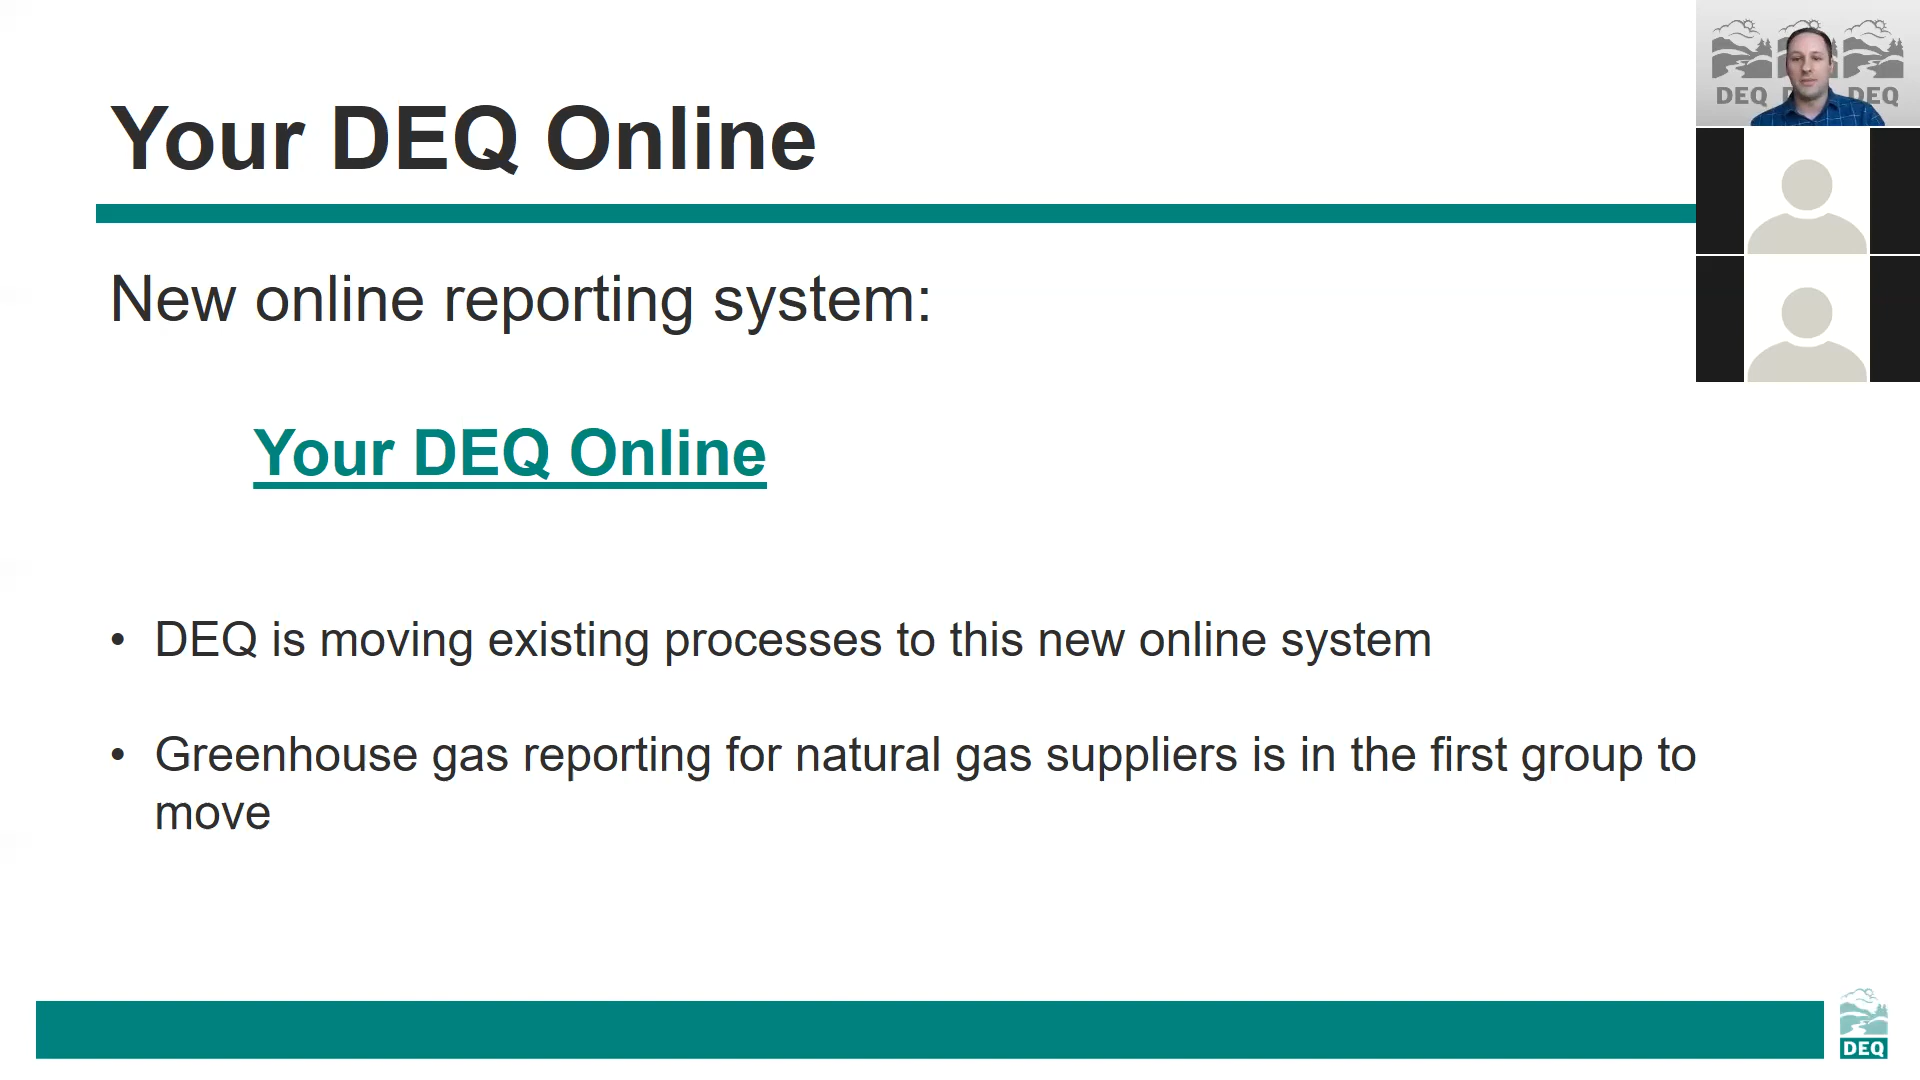 Your DEQ Online
New online reporting system:
Your DEQ Online
• DEQ is moving existing processes to this new online system
• Greenhouse gas reporting for natural gas suppliers is in the first group to
move
DEQ D DEQ
DEQ